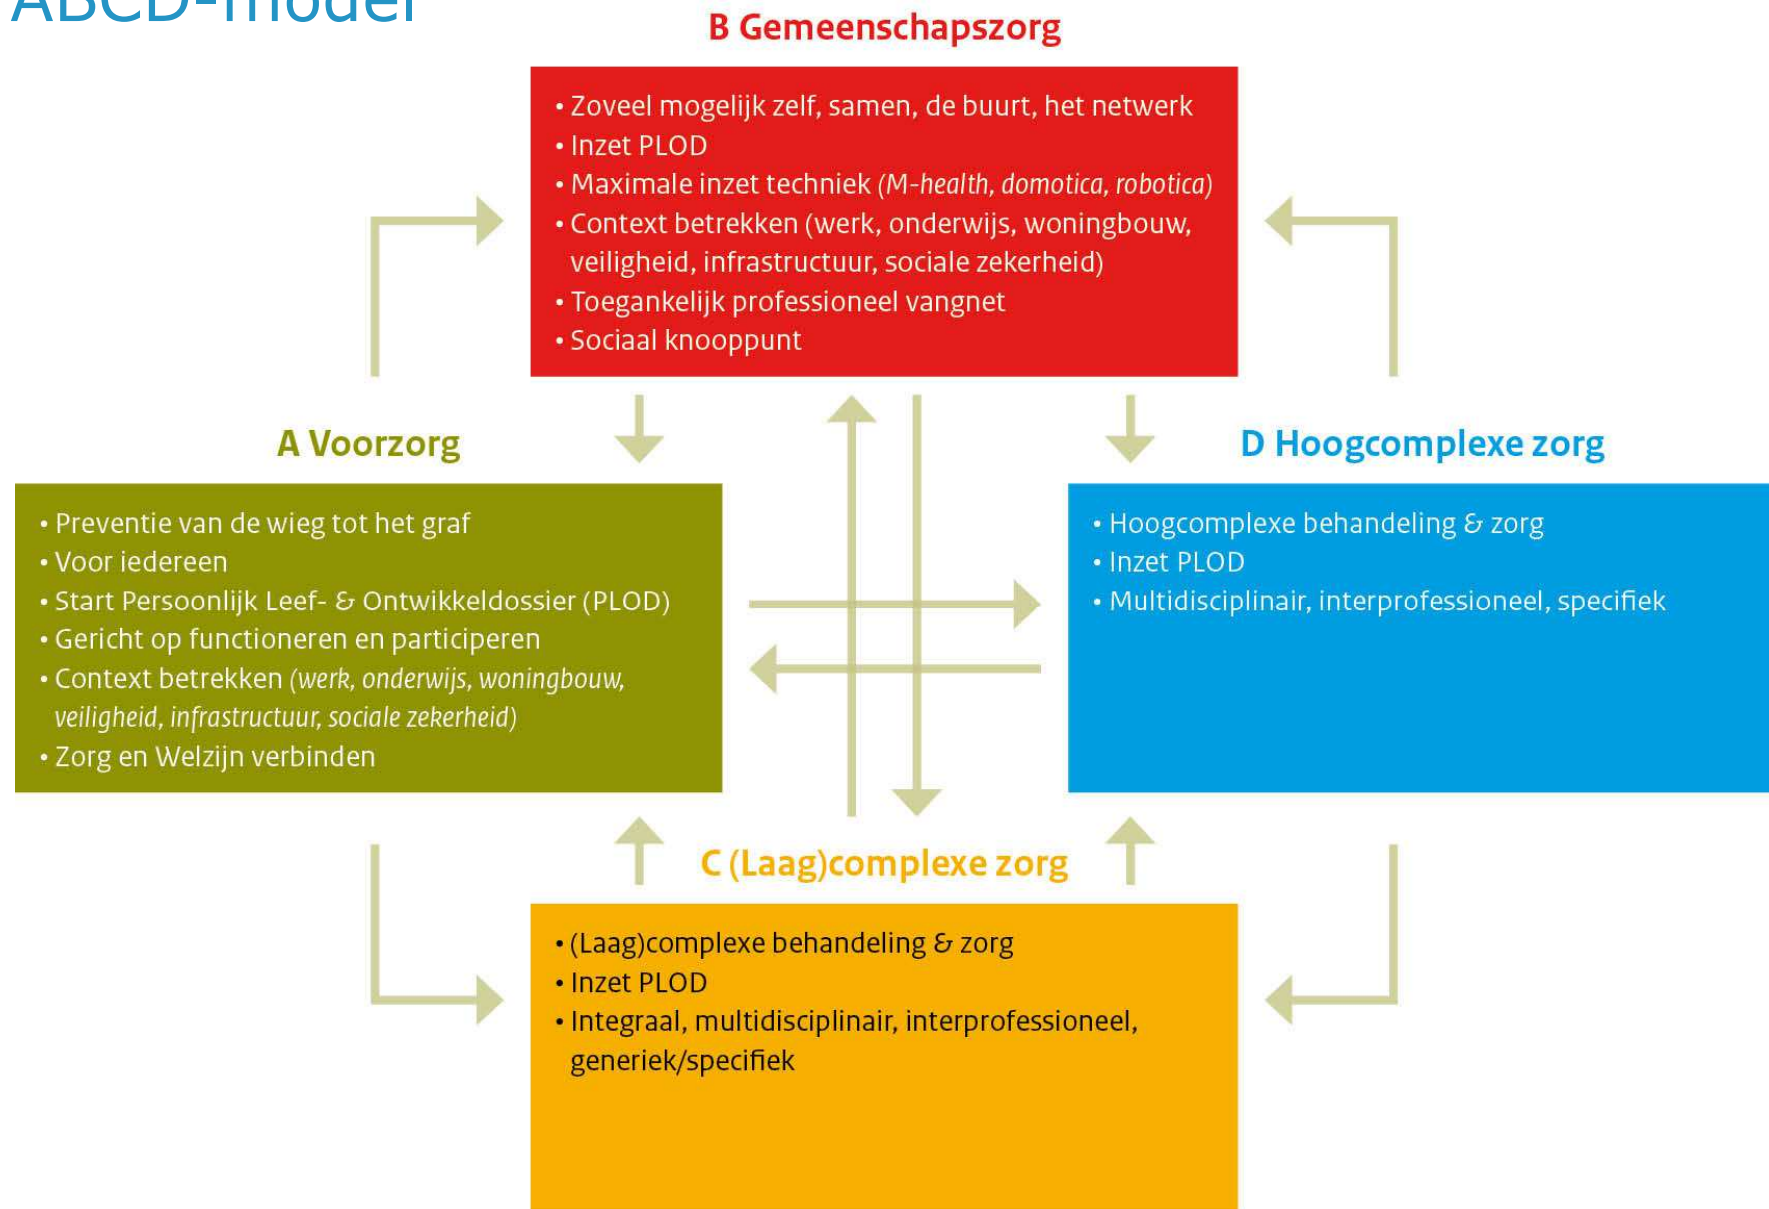 ABCD-model
B Gemeenschapszorg
• Zoveel mogelijk zelf, samen, de buurt, het netwerk
• Inzet PLOD
• Maximale inzet techniek (M-health, domotica, robotica)
• Context betrekken (werk, onderwijs, woningbouw,
veiligheid, infrastructuur, sociale zekerheid)
• Toegankelijk professioneel vangnet
• Sociaal knooppunt
A Voorzorg
• Preventie van de wieg tot het graf
• Voor iedereen
• Start Persoonlijk Leef- & Ontwikkeldossier (PLOD)
• Gericht op functioneren en participeren
• Context betrekken (werk, onderwijs, woningbouw,
veiligheid, infrastructuur, sociale zekerheid)
• Zorg en Welzijn verbinden
D Hoogcomplexe zorg
• Hoogcomplexe behandeling & zorg
• Inzet PLOD
• Multidisciplinair, interprofessioneel, specifiek
C (Laag)complexe zorg
• (Laag)complexe behandeling & zorg
• Inzet PLOD
• Integraal, multidisciplinair, interprofessioneel,
generiek/specifiek